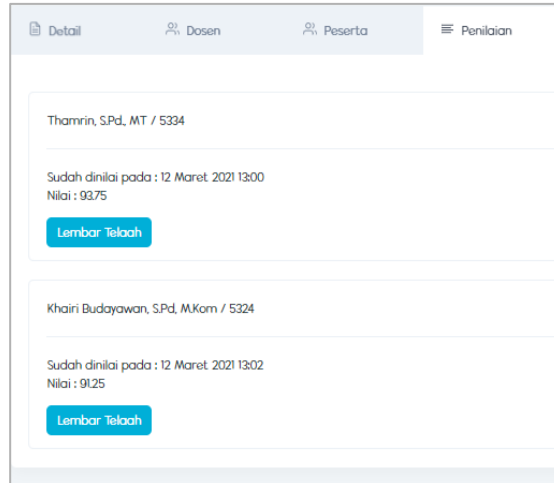 Detail Dosen Peserta Penilaian
Thamrin, S.Pd., MT / 5334
Sudah dinilai pada : 12 Maret 2021 13:00
Nilai : 93.75
Lembar Telaah
Khairi Budayawan, S.Pd, M.Kom / 5324
Sudah dinilai pada : 12 Maret 2021 13:02
Nilai : 91.25
Lembar Telaah